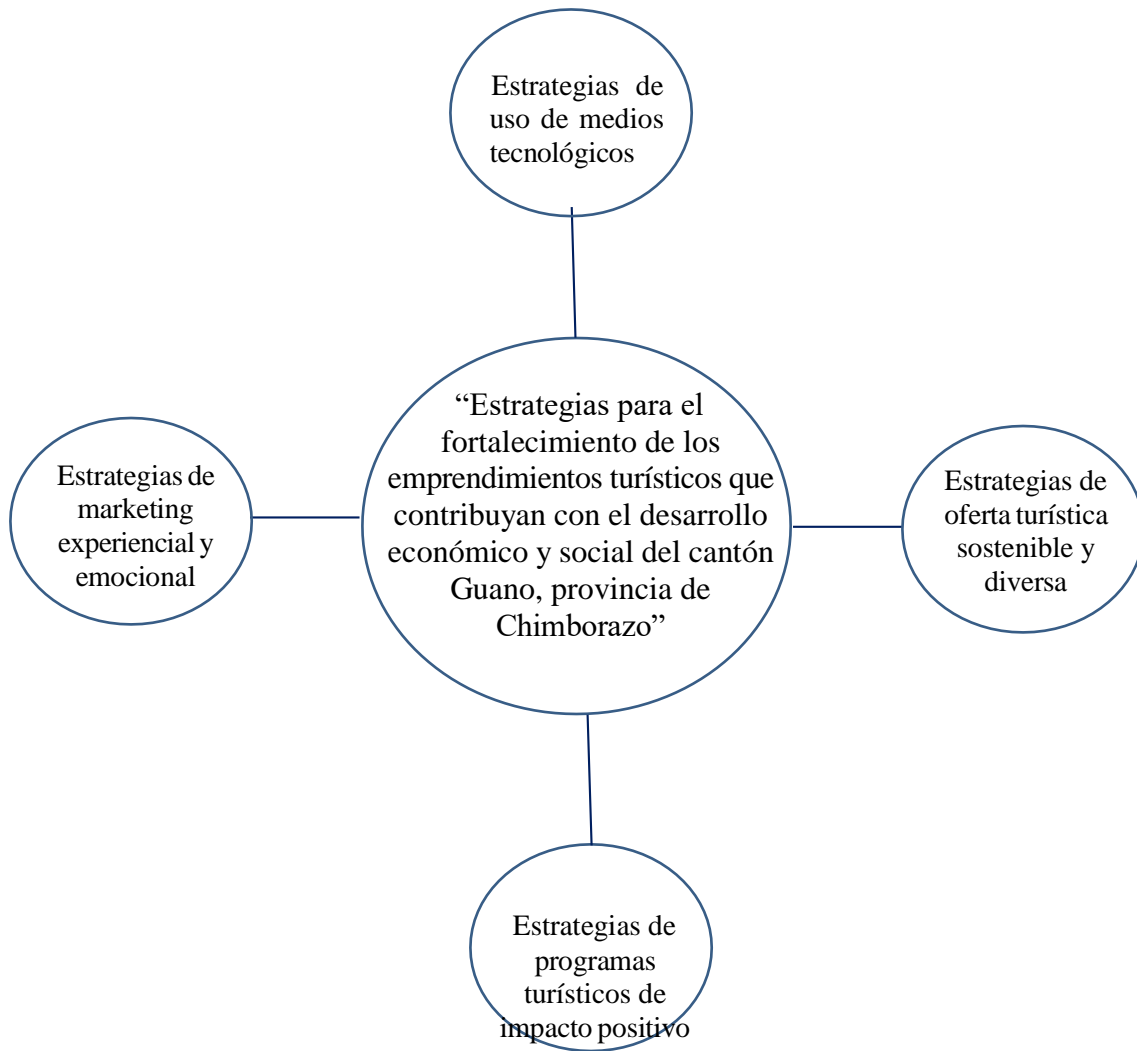 Estrategias de
uso de medios
tecnológicos
“Estrategias para el
fortalecimiento de los
emprendimientos turísticos que
contribuyan con el desarrollo
económico y social del cantón
Guano, provincia de
Chimborazo”
Estrategias de
marketing
experiencial y
emocional
Estrategias de
oferta turística
sostenible y
diversa
Estrategias de
programas
turísticos de
impacto positivo